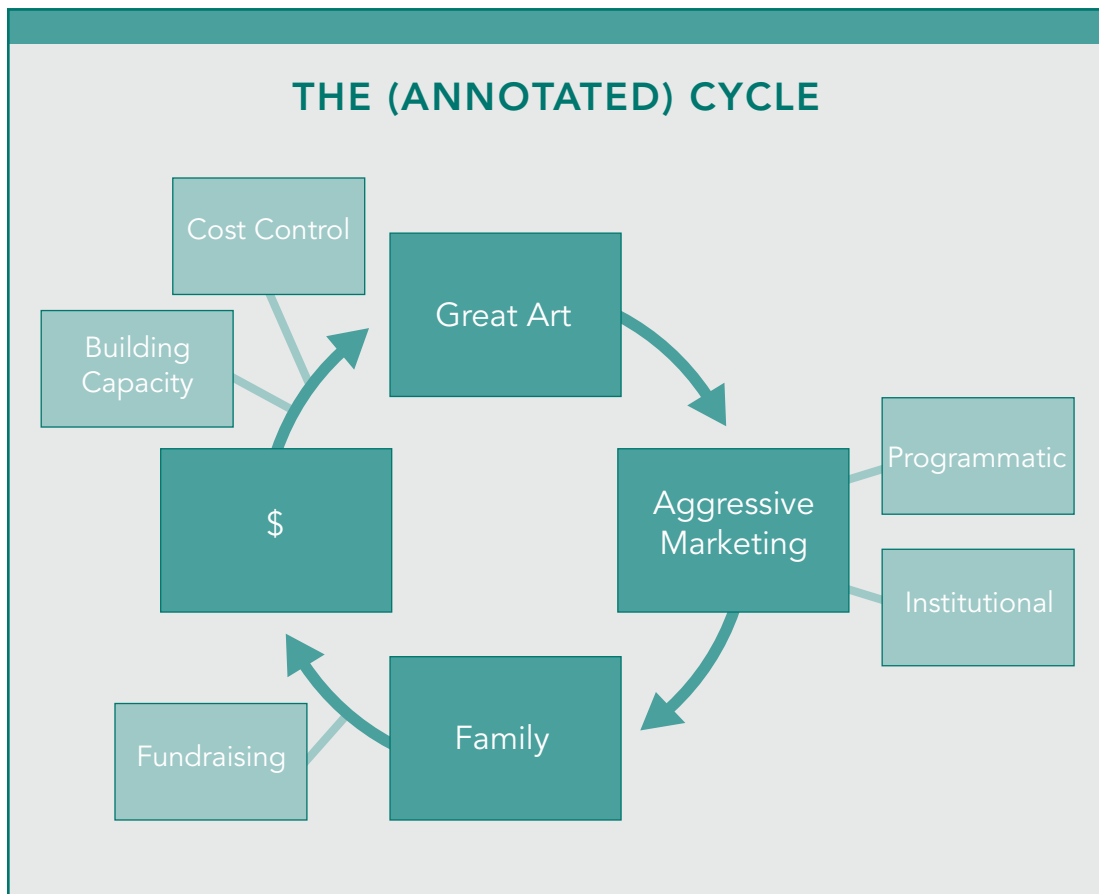 THE (ANNOTATED) CYCLE
Cost Control
Great Art
Building
Capacity
Programmatic
$
Aggressive
Marketing
Institutional
Family
Fundraising